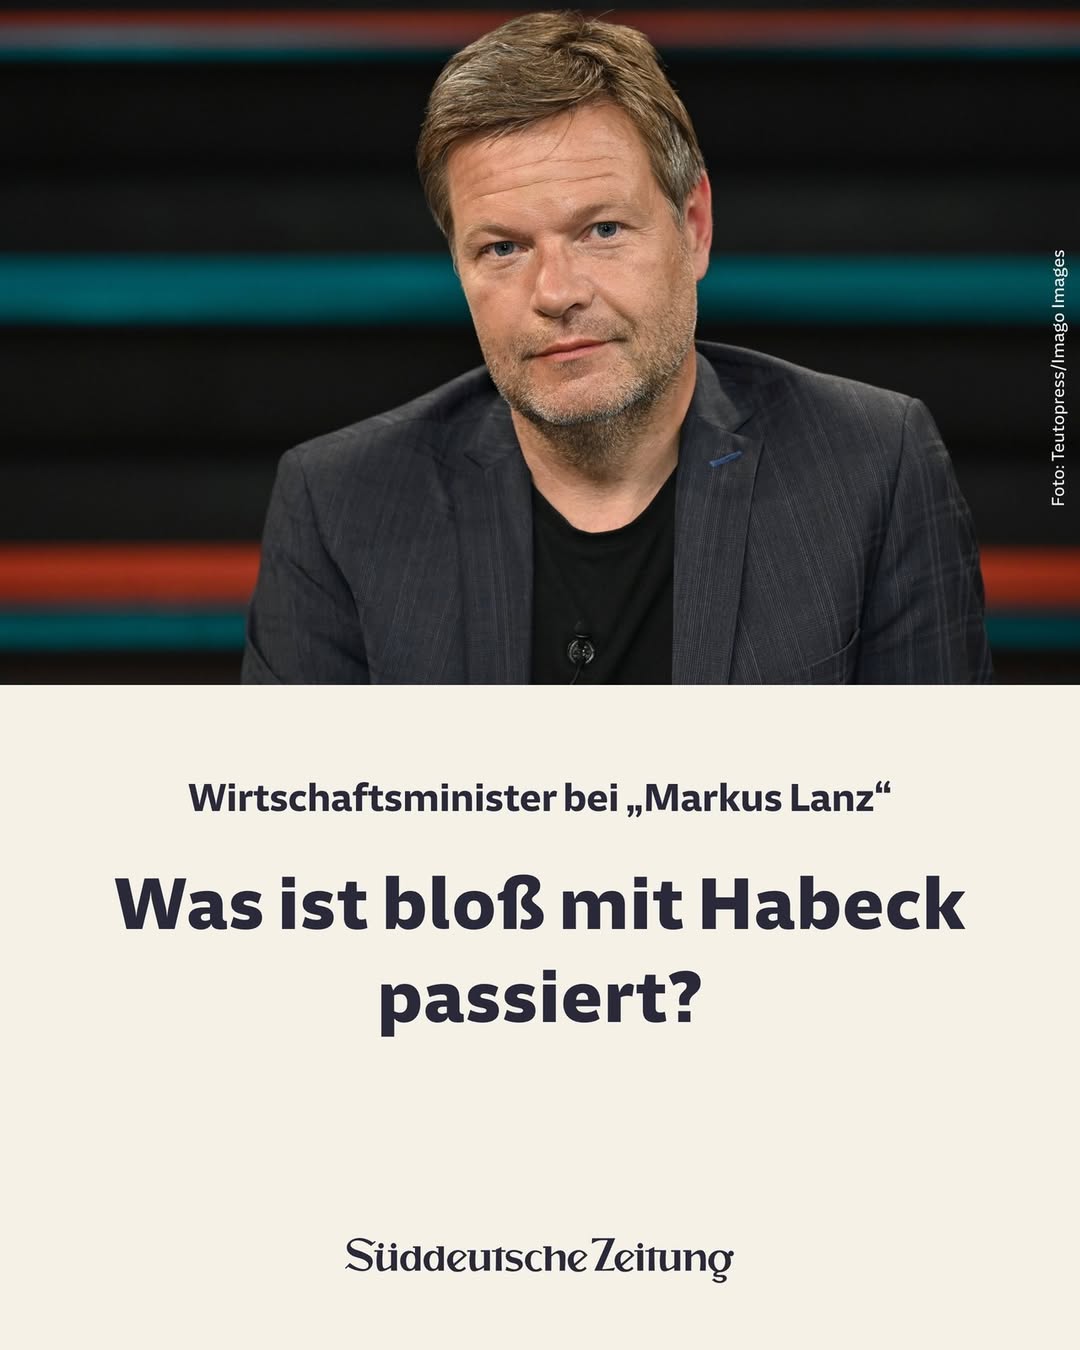 Foto: Teutopress/Imago Images
Wirtschaftsminister bei „Markus Lanz“
Was ist bloß mit Habeck
passiert?
Süddeutsche Zeitung